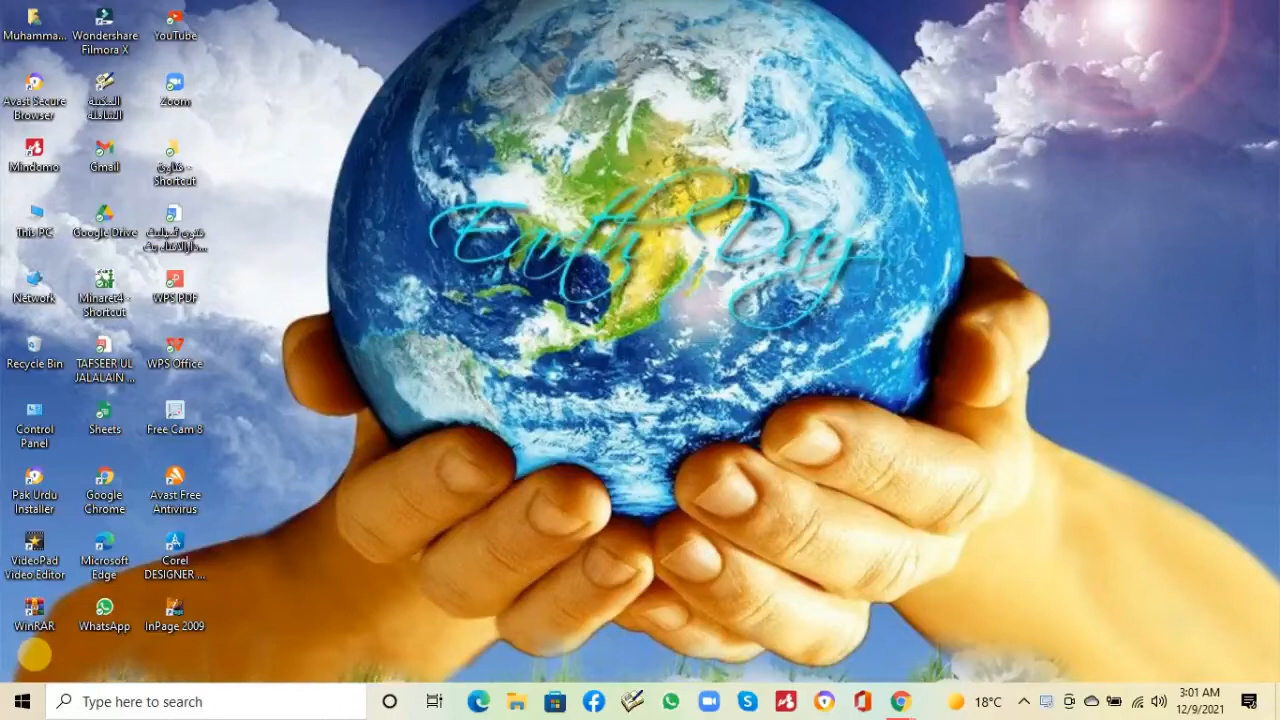 Muhamma...
Wondershare
Filmora X
YouTube
Avast Secure
Browser
المكتبة
الشاملة
Zoom
Mindomo
Gmail
Shortcut
This PC
Google Drive
Network
Minaret4 -
Shortcut
WPS PDF
Recycle Bin
TAFSEER UL
JALALAIN ...
WPS Office
Control
Panel
Sheets
Free Cam 8
Pak Urdu
Installer
Google
Chrome
Avast Free
Antivirus
VideoPad
Video Editor
Microsoft
Edge
Corel
DESIGNER ...
WinRAR
WhatsApp
InPage 2009
Earth Day
Type here to search
18°C
3:01 AM
12/9/2021